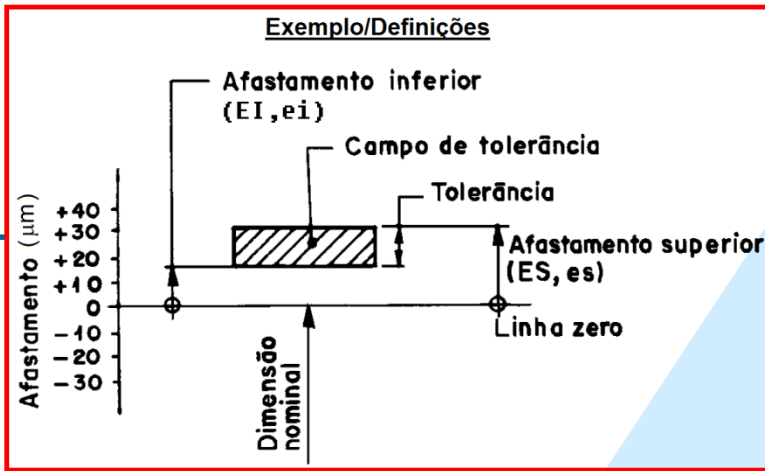 Exemplo/Definições
Afastamento inferior
(EI,ei)
Campo de tolerância
Tolerância
Afastamento (μm)
+40
+30
+20
+10
0
-10
-20
-30
Afastamento superior
(ES, es)
Linha zero
Dimensão
nominal